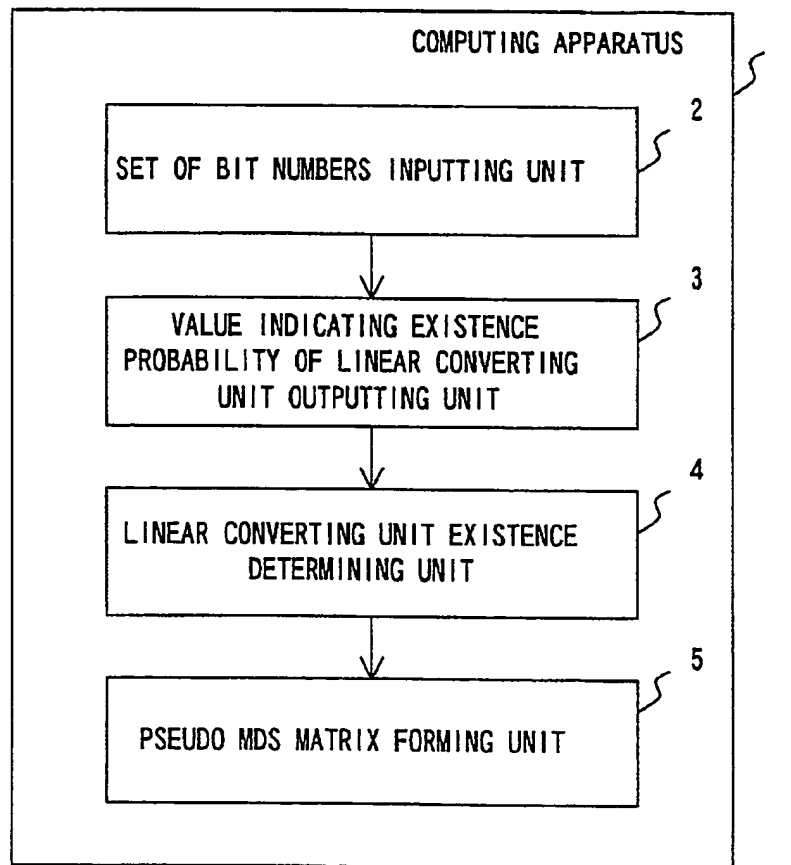 COMPUTING APPARATUS
2
SET OF BIT NUMBERS INPUTTING UNIT
3
VALUE INDICATING EXISTENCE
PROBABILITY OF LINEAR CONVERTING
UNIT OUTPUTTING UNIT
4
LINEAR CONVERTING UNIT EXISTENCE
DETERMINING UNIT
5
PSEUDO MDS MATRIX FORMING UNIT